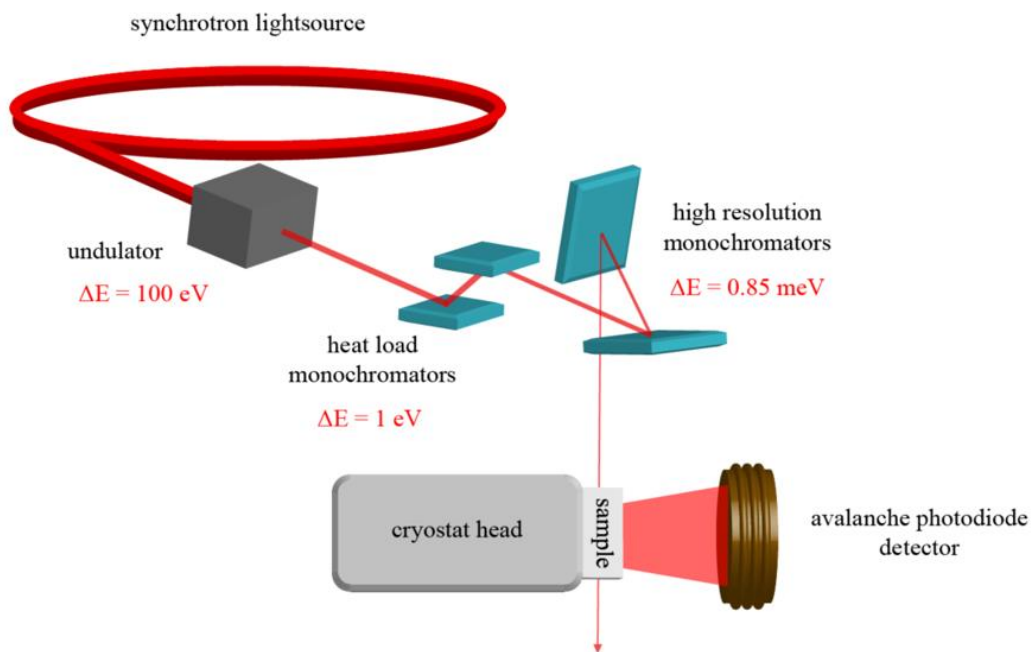 synchrotron lightsource
undulator
ΔE = 100 eV
heat load
monochromators
ΔE = 1 eV
high resolution
monochromators
ΔE = 0.85 meV
cryostat head
sample
avalanche photodiode
detector